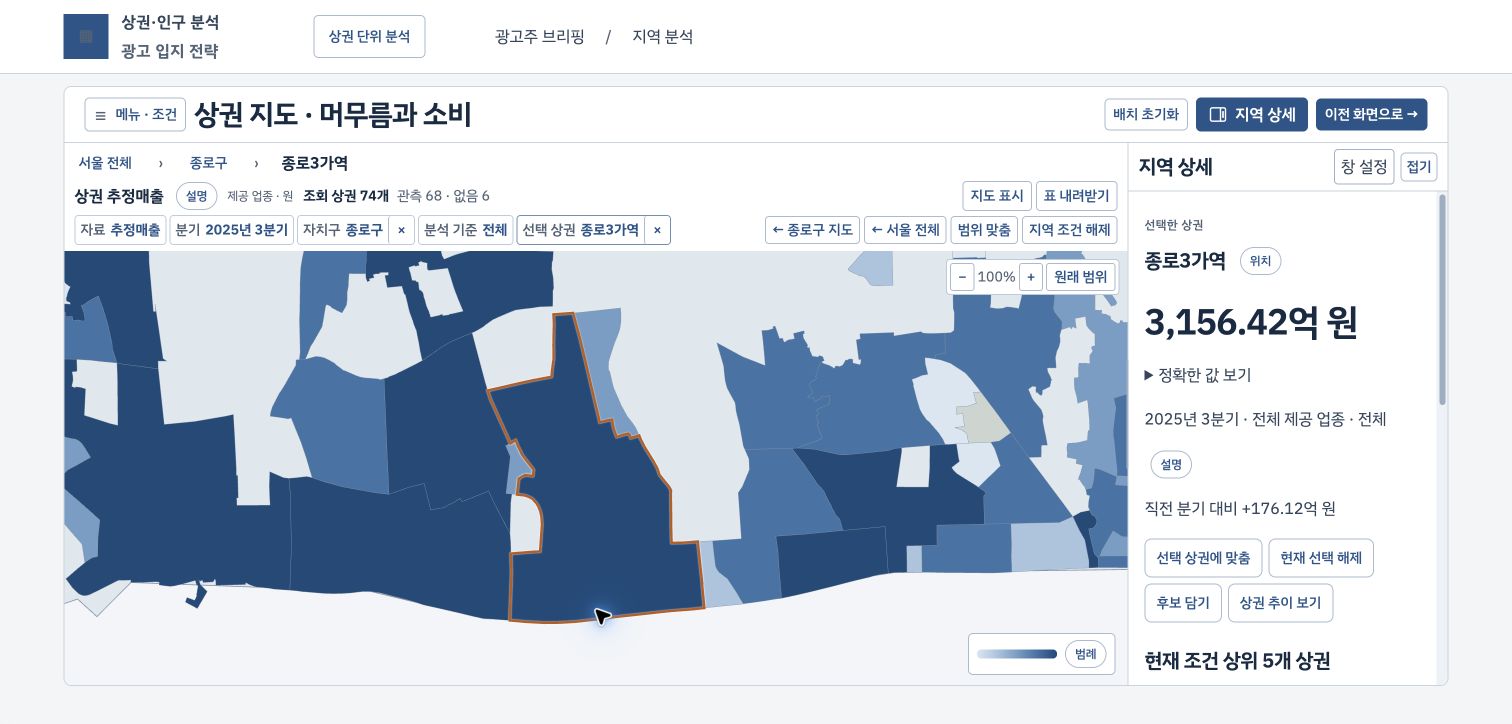 상권·인구 분석
광고 입지 전략
상권 단위 분석
광고주 브리핑 / 지역 분석
≡ 메뉴 · 조건
상권 지도 · 머무름과 소비
배치 초기화
지역 상세
이전 화면으로 →
서울 전체 › 종로구 › 종로3가역
상권 추정매출 설명 제공 업종 · 원 조회 상권 74개 관측 68 · 없음 6
지도 표시 표 내려받기
자료 추정매출 분기 2025년 3분기 자치구 종로구 × 분석 기준 전체 선택 상권 종로3가역 ×
← 종로구 지도 ← 서울 전체 범위 맞춤 지역 조건 해제
− 100% + 원래 범위
범례
지역 상세 창 설정 접기
선택한 상권
종로3가역 위치
3,156.42억 원
▶ 정확한 값 보기
2025년 3분기 · 전체 제공 업종 · 전체
설명
직전 분기 대비 +176.12억 원
선택 상권에 맞춤 현재 선택 해제
후보 담기 상권 추이 보기
현재 조건 상위 5개 상권